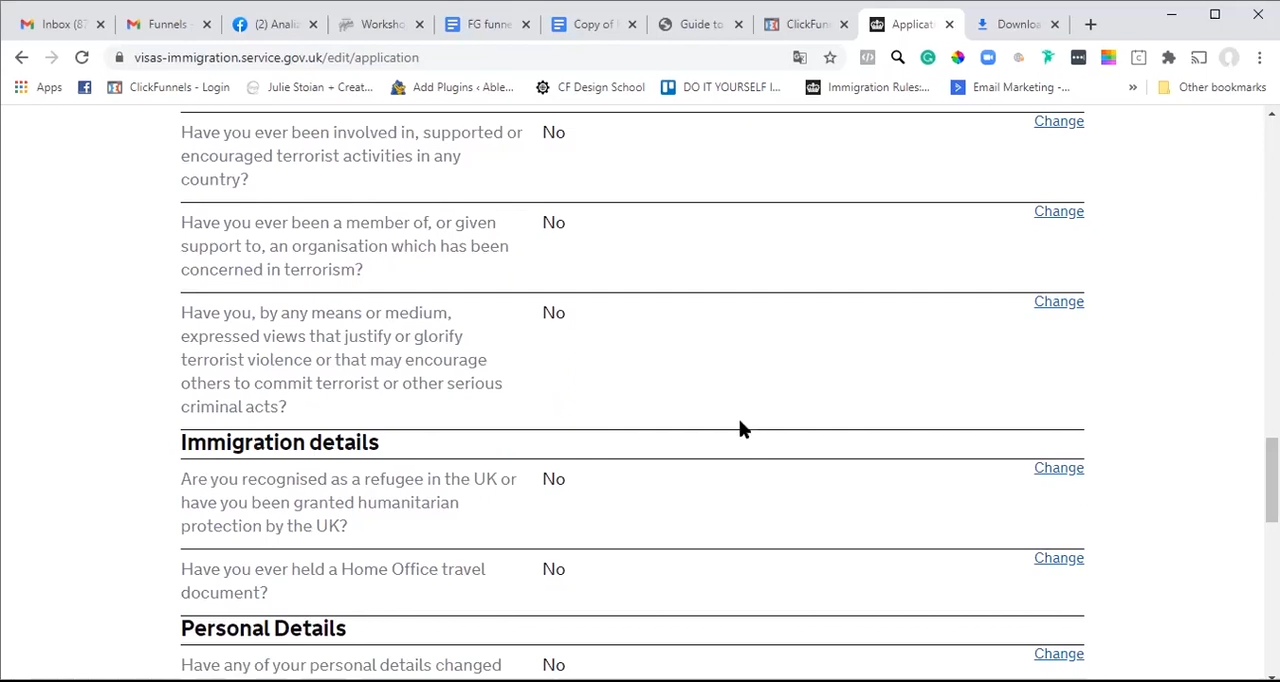 Inbox (87
Funnels -
(2) Anali
Worksho
FG funne
Copy of
Guide to
ClickFun
Applicat
Downloa
visas-immigration.service.gov.uk/edit/application
Apps
ClickFunnels - Login
Julie Stoian + Creat...
Add Plugins ‹ Able...
CF Design School
DO IT YOURSELF I...
Immigration Rules:...
Email Marketing -...
»
Other bookmarks
Have you ever been involved in, supported or No Change
encouraged terrorist activities in any
country?
Have you ever been a member of, or given No Change
support to, an organisation which has been
concerned in terrorism?
Have you, by any means or medium, No Change
expressed views that justify or glorify
terrorist violence or that may encourage
others to commit terrorist or other serious
criminal acts?
Immigration details
Are you recognised as a refugee in the UK or No Change
have you been granted humanitarian
protection by the UK?
Have you ever held a Home Office travel No Change
document?
Personal Details
Have any of your personal details changed No Change